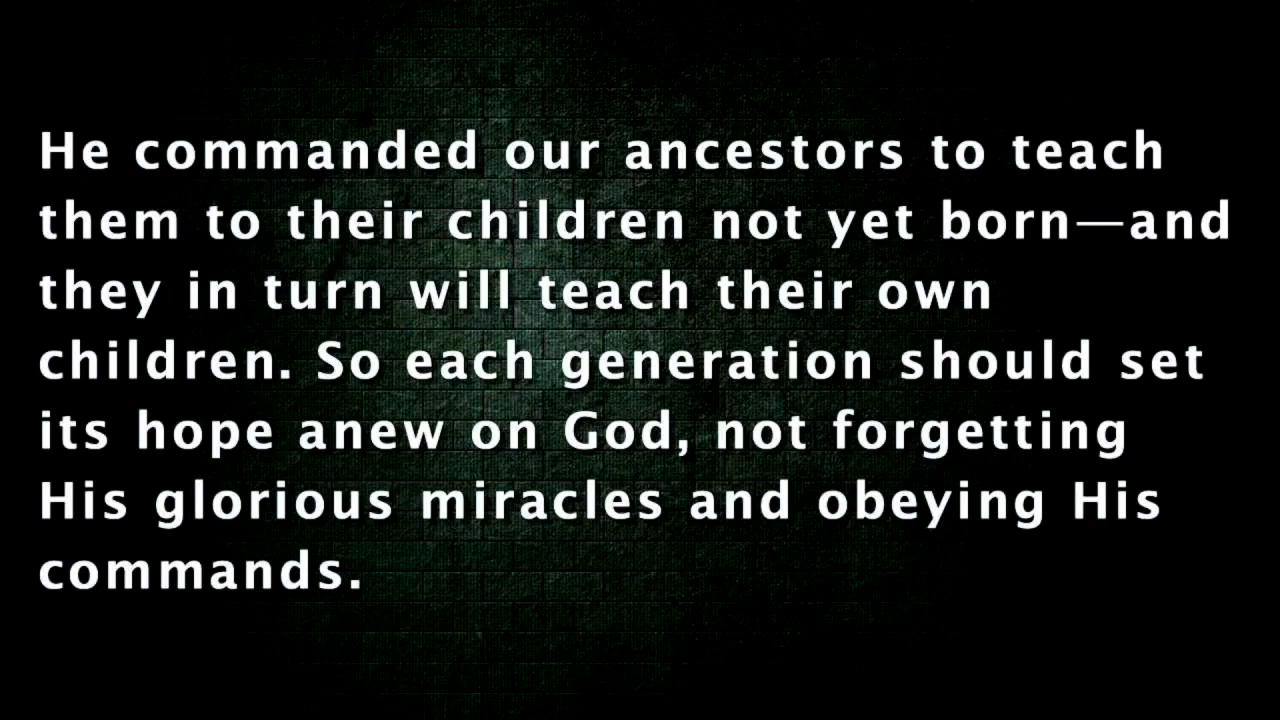 He commanded our ancestors to teach
them to their children not yet born—and
they in turn will teach their own
children. So each generation should set
its hope anew on God, not forgetting
His glorious miracles and obeying His
commands.